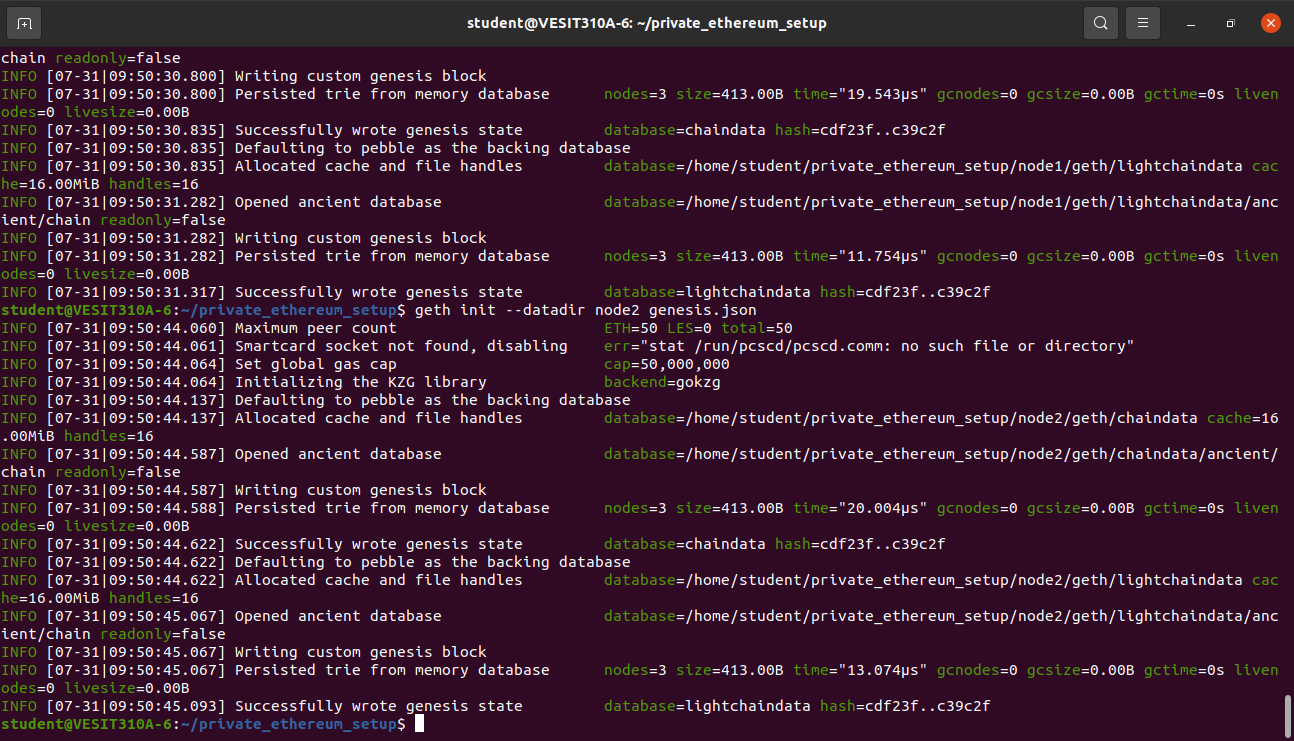 student@VESIT310A-6: ~/private_ethereum_setup
chain readonly=false
INFO [07-31|09:50:30.800] Writing custom genesis block
INFO [07-31|09:50:30.800] Persisted trie from memory database      nodes=3 size=413.00B time="19.543µs" gcnodes=0 gcsize=0.00B gctime=0s liven
odes=0 livesize=0.00B
INFO [07-31|09:50:30.835] Successfully wrote genesis state         database=chaindata hash=cdf23f..c39c2f
INFO [07-31|09:50:30.835] Defaulting to pebble as the backing database
INFO [07-31|09:50:30.835] Allocated cache and file handles         database=/home/student/private_ethereum_setup/node1/geth/lightchaindata cac
he=16.00MiB handles=16
INFO [07-31|09:50:31.282] Opened ancient database                  database=/home/student/private_ethereum_setup/node1/geth/lightchaindata/anc
ient/chain readonly=false
INFO [07-31|09:50:31.282] Writing custom genesis block
INFO [07-31|09:50:31.282] Persisted trie from memory database      nodes=3 size=413.00B time="11.754µs" gcnodes=0 gcsize=0.00B gctime=0s liven
odes=0 livesize=0.00B
INFO [07-31|09:50:31.317] Successfully wrote genesis state         database=lightchaindata hash=cdf23f..c39c2f
student@VESIT310A-6:~/private_ethereum_setup$ geth init --datadir node2 genesis.json
INFO [07-31|09:50:44.060] Maximum peer count                       ETH=50 LES=0 total=50
INFO [07-31|09:50:44.061] Smartcard socket not found, disabling    err="stat /run/pcscd/pcscd.comm: no such file or directory"
INFO [07-31|09:50:44.064] Set global gas cap                       cap=50,000,000
INFO [07-31|09:50:44.064] Initializing the KZG library             backend=gokzg
INFO [07-31|09:50:44.137] Defaulting to pebble as the backing database
INFO [07-31|09:50:44.137] Allocated cache and file handles         database=/home/student/private_ethereum_setup/node2/geth/chaindata cache=16
.00MiB handles=16
INFO [07-31|09:50:44.587] Opened ancient database                  database=/home/student/private_ethereum_setup/node2/geth/chaindata/ancient/
chain readonly=false
INFO [07-31|09:50:44.587] Writing custom genesis block
INFO [07-31|09:50:44.588] Persisted trie from memory database      nodes=3 size=413.00B time="20.004µs" gcnodes=0 gcsize=0.00B gctime=0s liven
odes=0 livesize=0.00B
INFO [07-31|09:50:44.622] Successfully wrote genesis state         database=chaindata hash=cdf23f..c39c2f
INFO [07-31|09:50:44.622] Defaulting to pebble as the backing database
INFO [07-31|09:50:44.622] Allocated cache and file handles         database=/home/student/private_ethereum_setup/node2/geth/lightchaindata cac
he=16.00MiB handles=16
INFO [07-31|09:50:45.067] Opened ancient database                  database=/home/student/private_ethereum_setup/node2/geth/lightchaindata/anc
ient/chain readonly=false
INFO [07-31|09:50:45.067] Writing custom genesis block
INFO [07-31|09:50:45.067] Persisted trie from memory database      nodes=3 size=413.00B time="13.074µs" gcnodes=0 gcsize=0.00B gctime=0s liven
odes=0 livesize=0.00B
INFO [07-31|09:50:45.093] Successfully wrote genesis state         database=lightchaindata hash=cdf23f..c39c2f
student@VESIT310A-6:~/private_ethereum_setup$